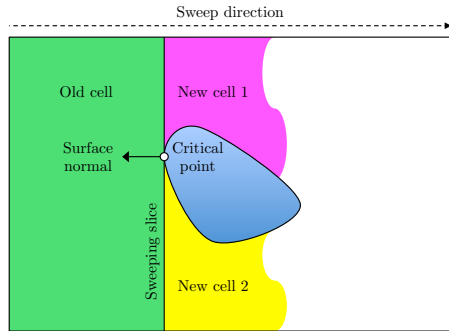 Sweep direction
Old cell
New cell 1
Surface
normal
Critical
point
Sweeping slice
New cell 2